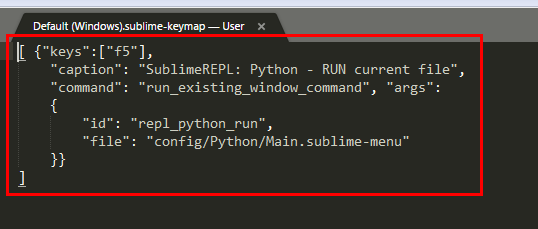 Default (Windows).sublime-keymap — User ×
[ {"keys":["f5"],
"caption": "SublimeREPL: Python - RUN current file",
"command": "run_existing_window_command", "args":
{
"id": "repl_python_run",
"file": "config/Python/Main.sublime-menu"
}}
]